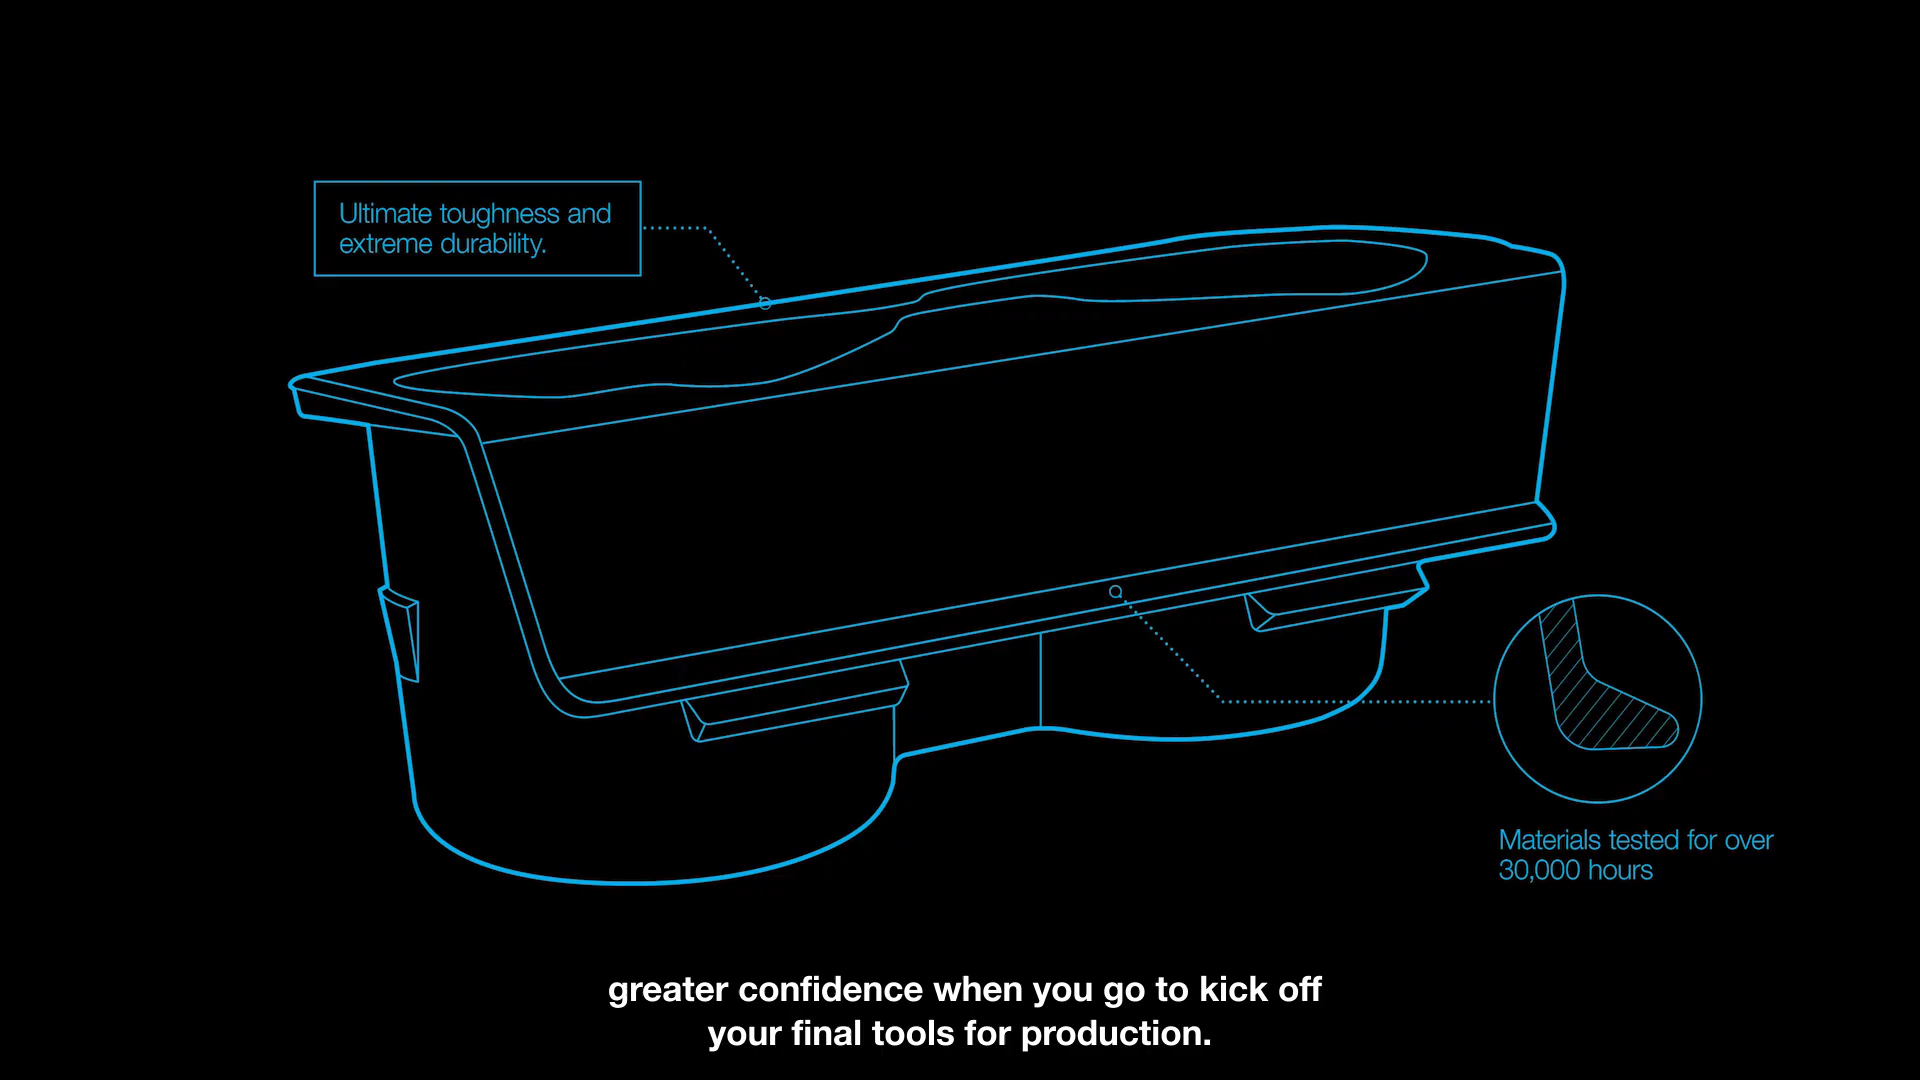 Ultimate toughness and
extreme durability.
Materials tested for over
30,000 hours
greater confidence when you go to kick off
your final tools for production.